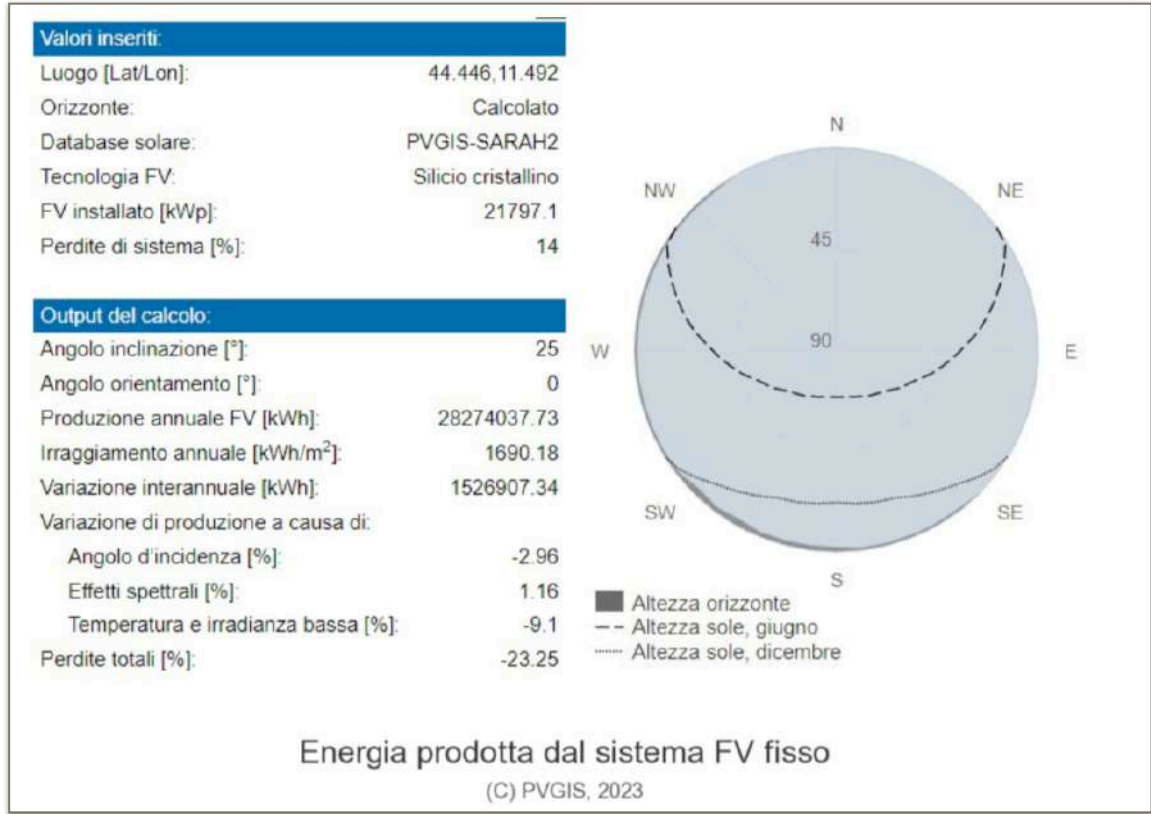 Valori inseriti:
Luogo [Lat/Lon]: 44.446,11.492
Orizzonte: Calcolato
Database solare: PVGIS-SARAH2
Tecnologia FV: Silicio cristallino
FV installato [kWp]: 21797.1
Perdite di sistema [%]: 14
Output del calcolo:
Angolo inclinazione [°]: 25
Angolo orientamento [°]: 0
Produzione annuale FV [kWh]: 28274037.73
Irraggiamento annuale [kWh/m²]: 1690.18
Variazione interannuale [kWh]: 1526907.34
Variazione di produzione a causa di:
Angolo d'incidenza [%]: -2.96
Effetti spettrali [%]: 1.16
Temperatura e irradianza bassa [%]: -9.1
Perdite totali [%]: -23.25
N
NW
NE
45
W
90
E
SW
SE
S
Altezza orizzonte
Altezza sole, giugno
Altezza sole, dicembre
Energia prodotta dal sistema FV fisso
(C) PVGIS, 2023